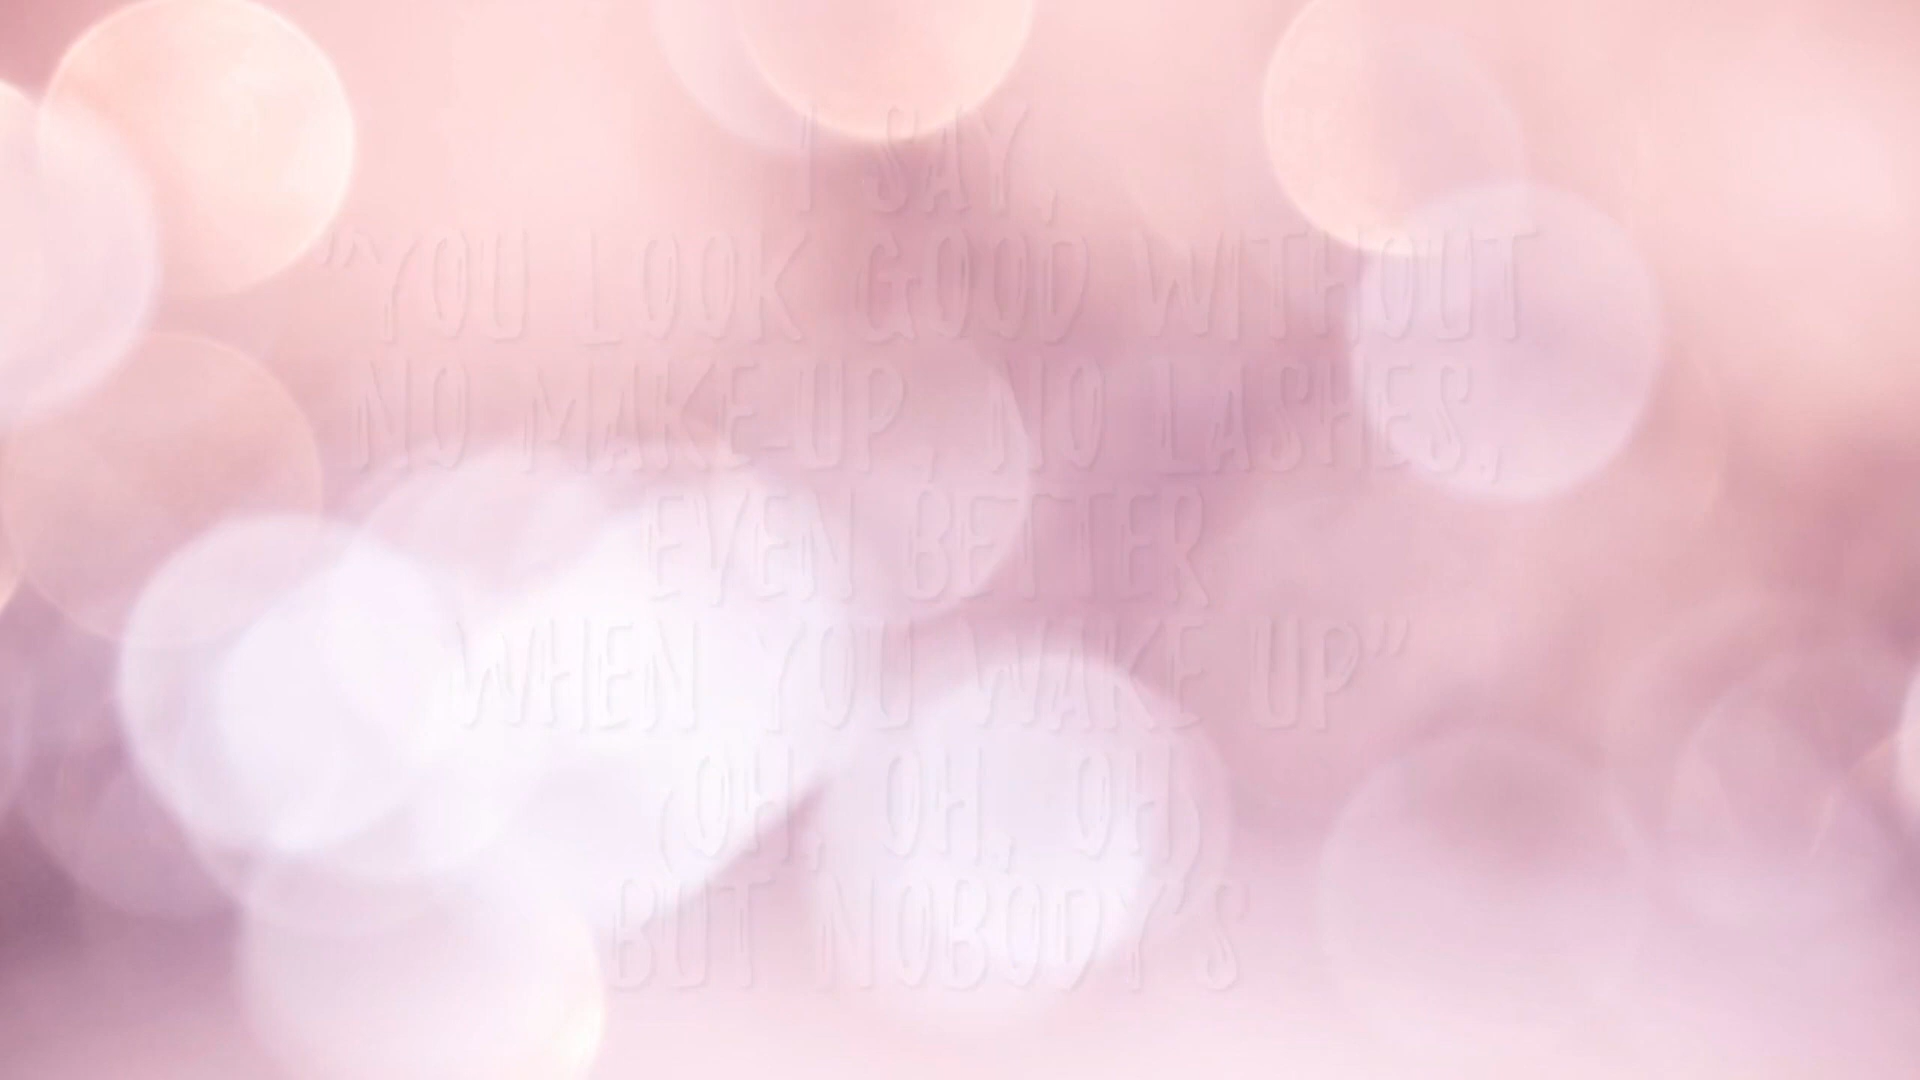 I SAY,
"YOU LOOK GOOD WITHOUT
NO MAKE-UP, NO LASHES,
EVEN BETTER
WHEN YOU WAKE UP"
(OH, OH, OH)
BUT NOBODY'S